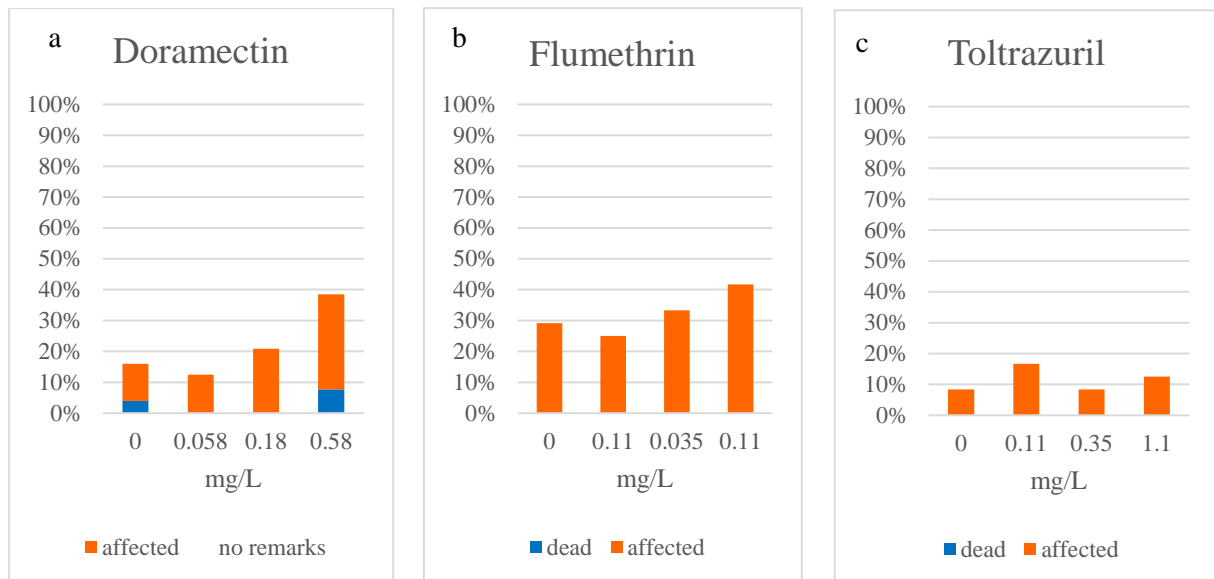 a
Doramectin
100%
90%
80%
70%
60%
50%
40%
30%
20%
10%
0%
0 0.058 0.18 0.58
mg/L
affected no remarks
b
Flumethrin
100%
90%
80%
70%
60%
50%
40%
30%
20%
10%
0%
0 0.11 0.035 0.11
mg/L
dead affected
c
Toltrazuril
100%
90%
80%
70%
60%
50%
40%
30%
20%
10%
0%
0 0.11 0.35 1.1
mg/L
dead affected